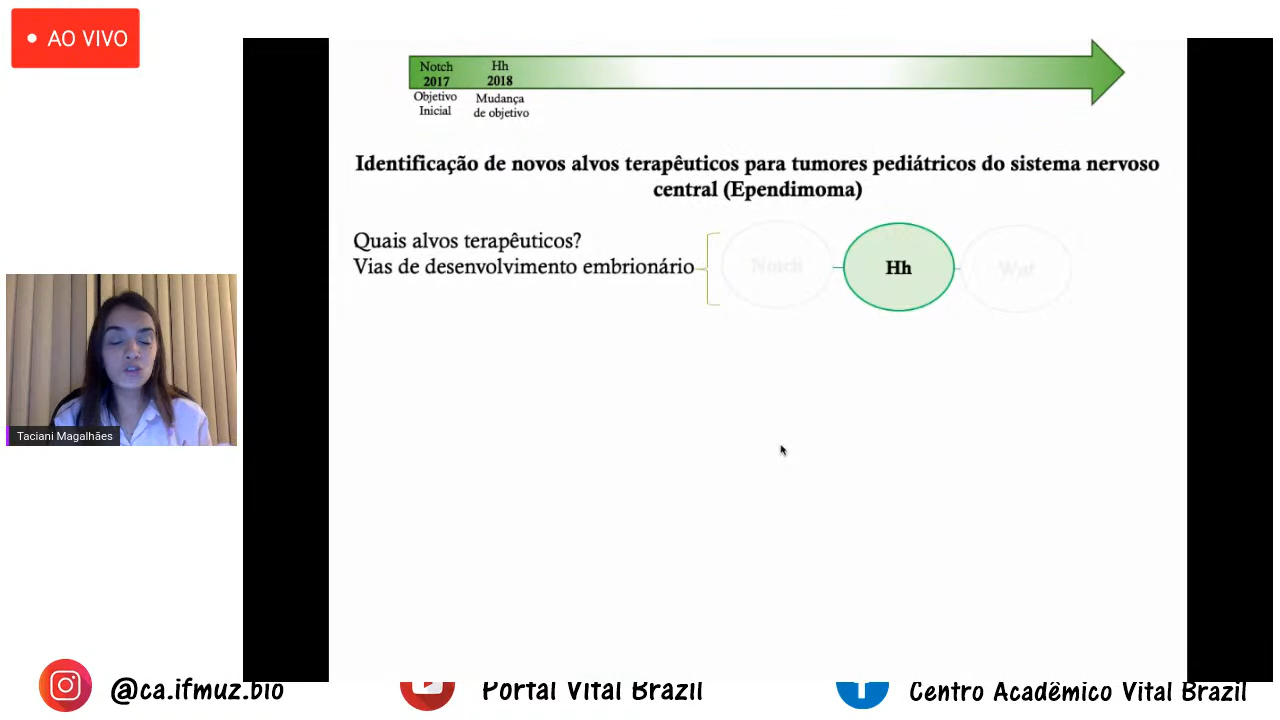 AO VIVO
Notch
2017
Objetivo
Inicial
Hh
2018
Mudança
de objetivo
Identificação de novos alvos terapêuticos para tumores pediátricos do sistema nervoso
central (Ependimoma)
Quais alvos terapêuticos?
Vias de desenvolvimento embrionário
Notch
Hh
Wnt
Taciani Magalhães
@ca.ifmuz.bio
Portal Vital Brazil
Centro Acadêmico Vital Brazil